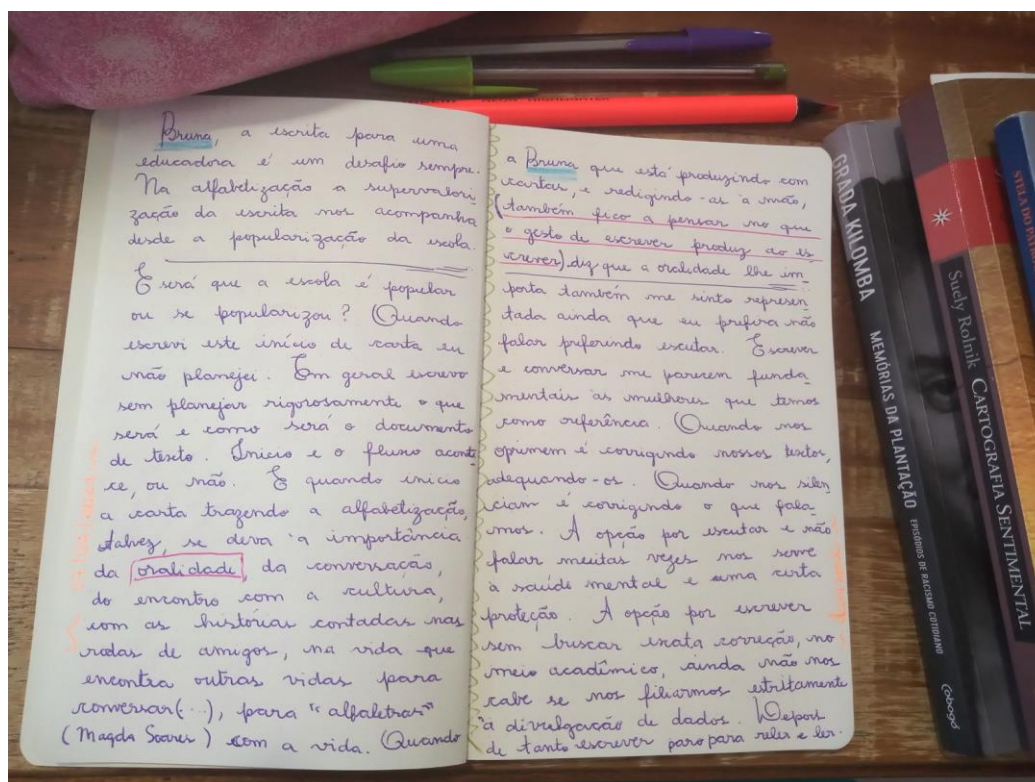 Bruna, a escrita para uma
educadora é um desafio sempre.
Na alfabetização a supervalori
zação da escrita nos acompanha
desde a popularização da escola.
E será que a escola é popular
ou se popularizou? (Quando
escrevi este início de carta eu
não planejei. Em geral escrevo
sem planejar rigorosamente o que
será e como será o documento
de texto. Inicio e o fluxo aconte
ce, ou não. E quando inicio
a carta trazendo a alfabetização,
talvez, se deva à importância
da oralidade, da conversação,
do encontro com a cultura,
com as histórias contadas nas
rodas de amigos, na vida que
encontra outras vidas para
conversar(...), para "alfaletrar"
(Magda Soares) com a vida. Quando
a Bruna que está produzindo com
cartas, e redigindo-as à mão,
(também fico a pensar no que
o gesto de escrever produz ao es
crever) diz que a oralidade lhe im
porta também me sinto represen
tada ainda que eu prefira não
falar preferindo escutar. Escrever
e conversar me parecem funda
mentais às mulheres que temos
como referência. Quando nos
oprimem é corrigindo nossos textos,
adequando-os. Quando nos silen
ciam é corrigindo o que fala
mos. A opção por escutar e não
falar muitas vezes nos serve
à saúde mental e uma certa
proteção. A opção por escrever
sem buscar exata correção, no
meio acadêmico, ainda não nos
cabe se nos filiarmos estritamente
à divulgação de dados. Depois
de tanto escrever paro para reler e ler.
GRADA KILOMBA MEMÓRIAS DA PLANTAÇÃO EPISÓDIOS DE RACISMO COTIDIANO Cobogó
Suely Rolnik CARTOGRAFIA SENTIMENTAL